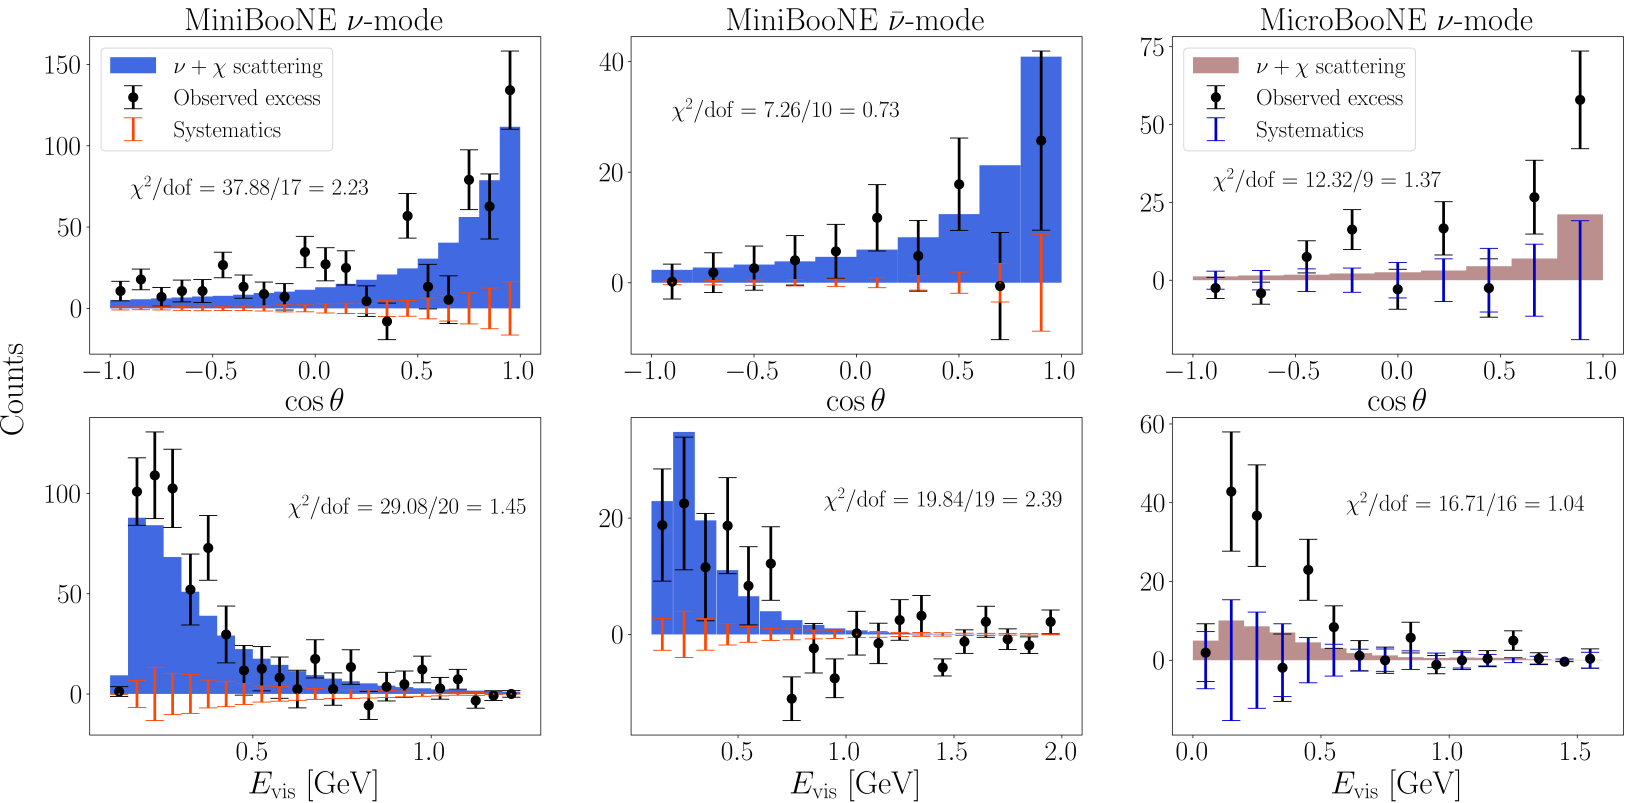 MiniBooNE ν-mode
150
100
50
0
ν + χ scattering
Observed excess
Systematics
χ²/dof = 37.88/17 = 2.23
−1.0 −0.5 0.0 0.5 1.0
cos θ
MiniBooNE ν̄-mode
40
20
0
χ²/dof = 7.26/10 = 0.73
−1.0 −0.5 0.0 0.5 1.0
cos θ
MicroBooNE ν-mode
75
50
25
0
ν + χ scattering
Observed excess
Systematics
χ²/dof = 12.32/9 = 1.37
−1.0 −0.5 0.0 0.5 1.0
cos θ
Counts
100
50
0
χ²/dof = 29.08/20 = 1.45
0.5 1.0
E_vis [GeV]
20
0
χ²/dof = 19.84/19 = 2.39
0.5 1.0 1.5 2.0
E_vis [GeV]
60
40
20
0
χ²/dof = 16.71/16 = 1.04
0.0 0.5 1.0 1.5
E_vis [GeV]